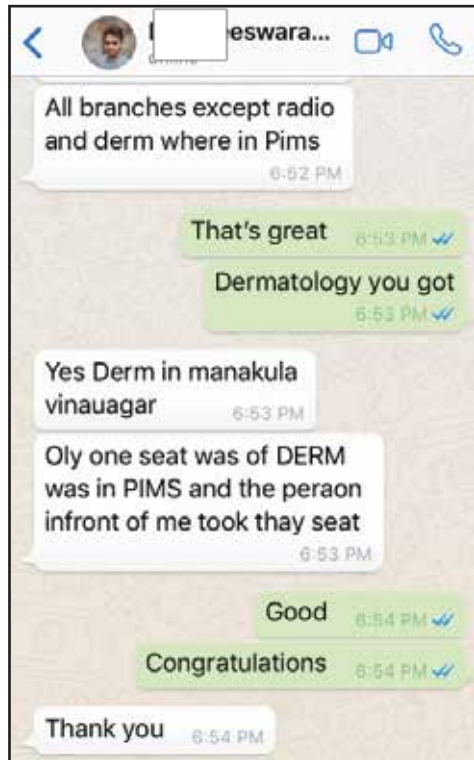 eswara...
All branches except radio
and derm where in Pims
6:52 PM
That's great 6:53 PM
Dermatology you got
6:53 PM
Yes Derm in manakula
vinauagar 6:53 PM
Oly one seat was of DERM
was in PIMS and the peraon
infront of me took thay seat
6:53 PM
Good 6:54 PM
Congratulations 6:54 PM
Thank you 6:54 PM